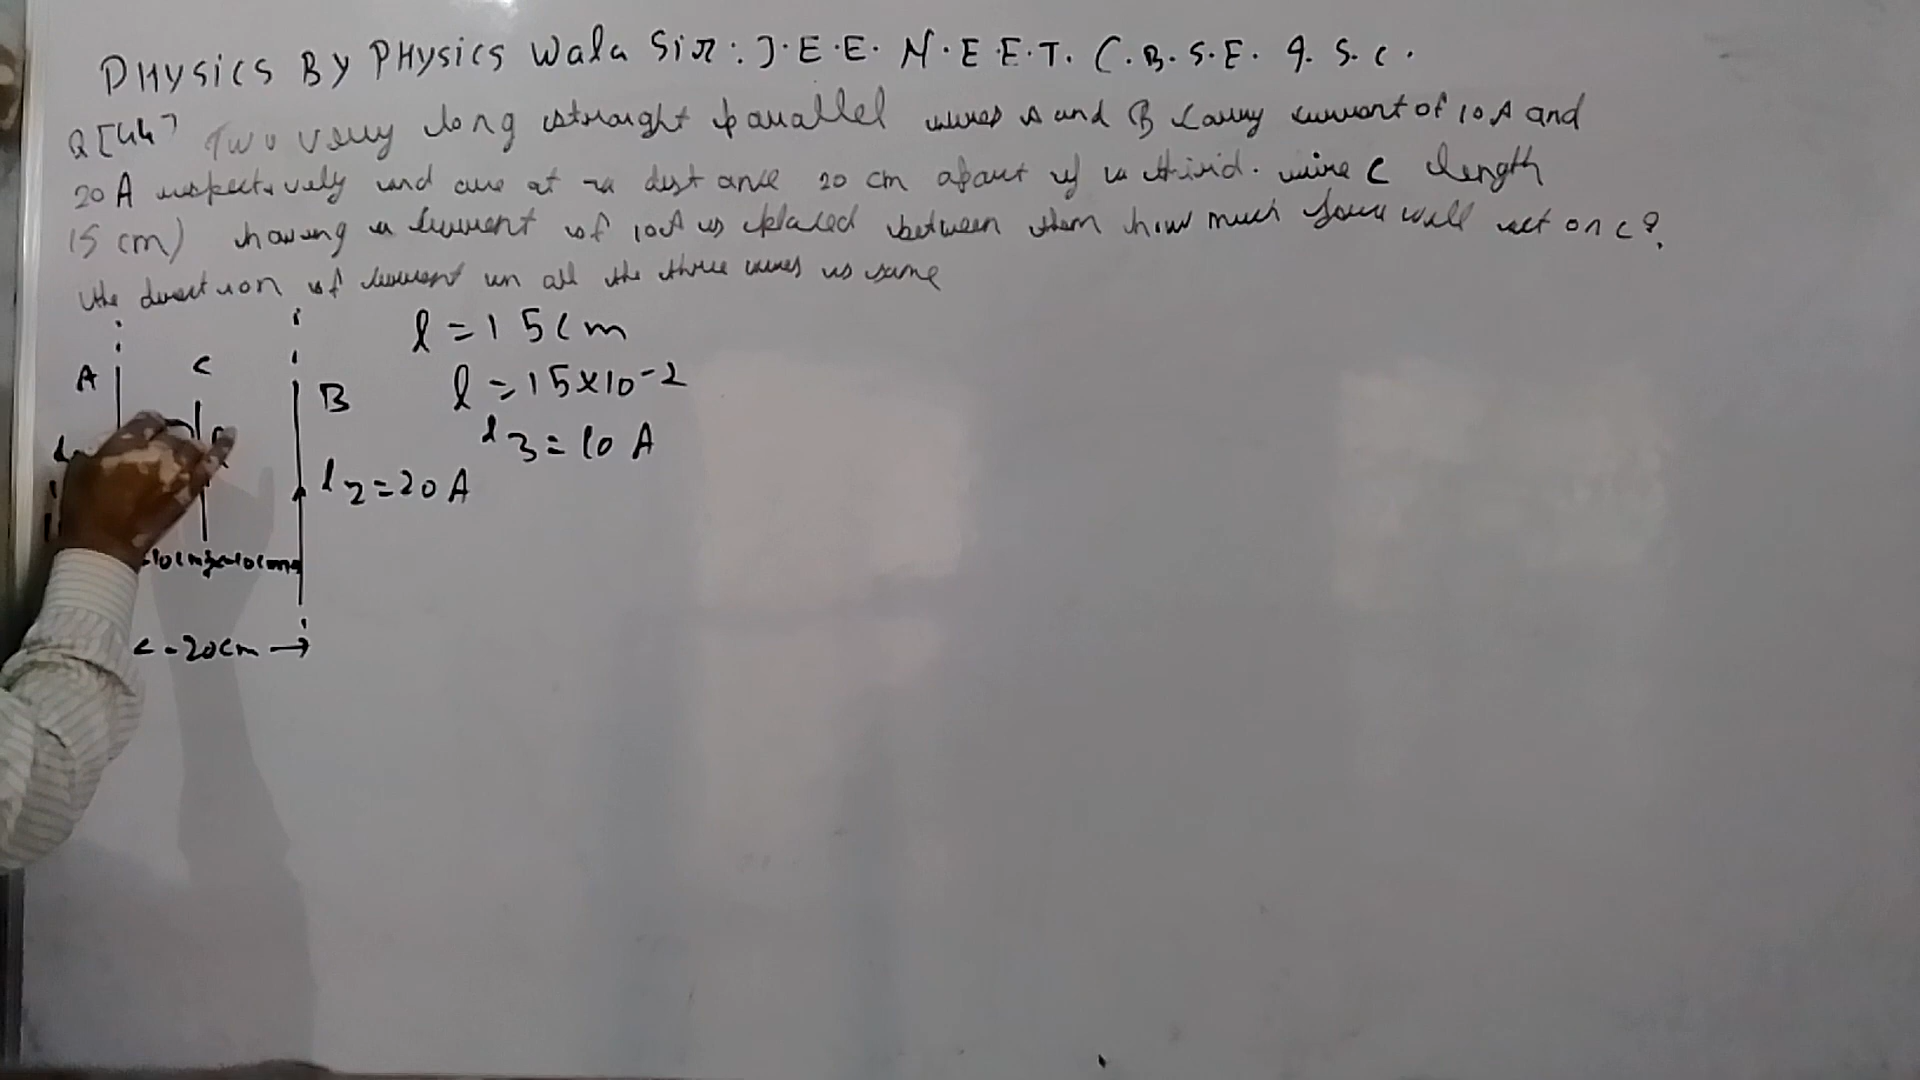 PHYSICS BY PHYSICS Wala Sir : J.E.E. N.E.E.T. C.B.S.E. I.S.C.
Q[44] Two very long straight parallel wires A and B carry current of 10A and
20 A respectively and are at a distance 20 cm apart if a third. wire C length
15 cm) having a current of 10A is placed between them how much force will act on C?
the direction of current in all the three wires is same
l = 15 cm
A C B
l = 15×10-2
I3 = 10 A
I2 = 20 A
10cm 10cm
20cm